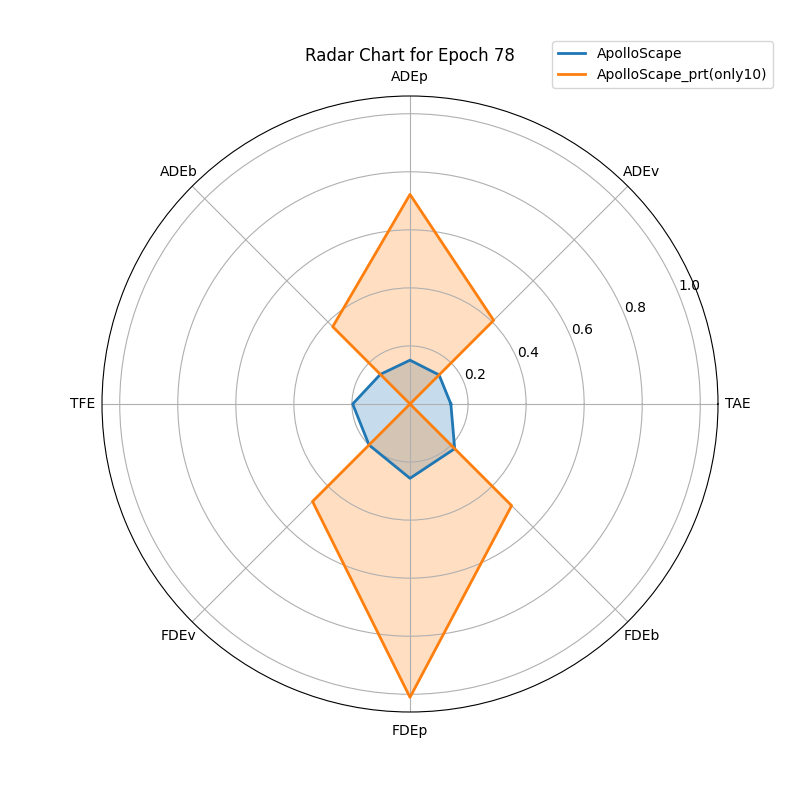 Radar Chart for Epoch 78
ApolloScape
ApolloScape_prt(only10)
ADEp
ADEb
ADEv
1.0
0.8
0.6
0.4
0.2
TFE
TAE
FDEv
FDEb
FDEp